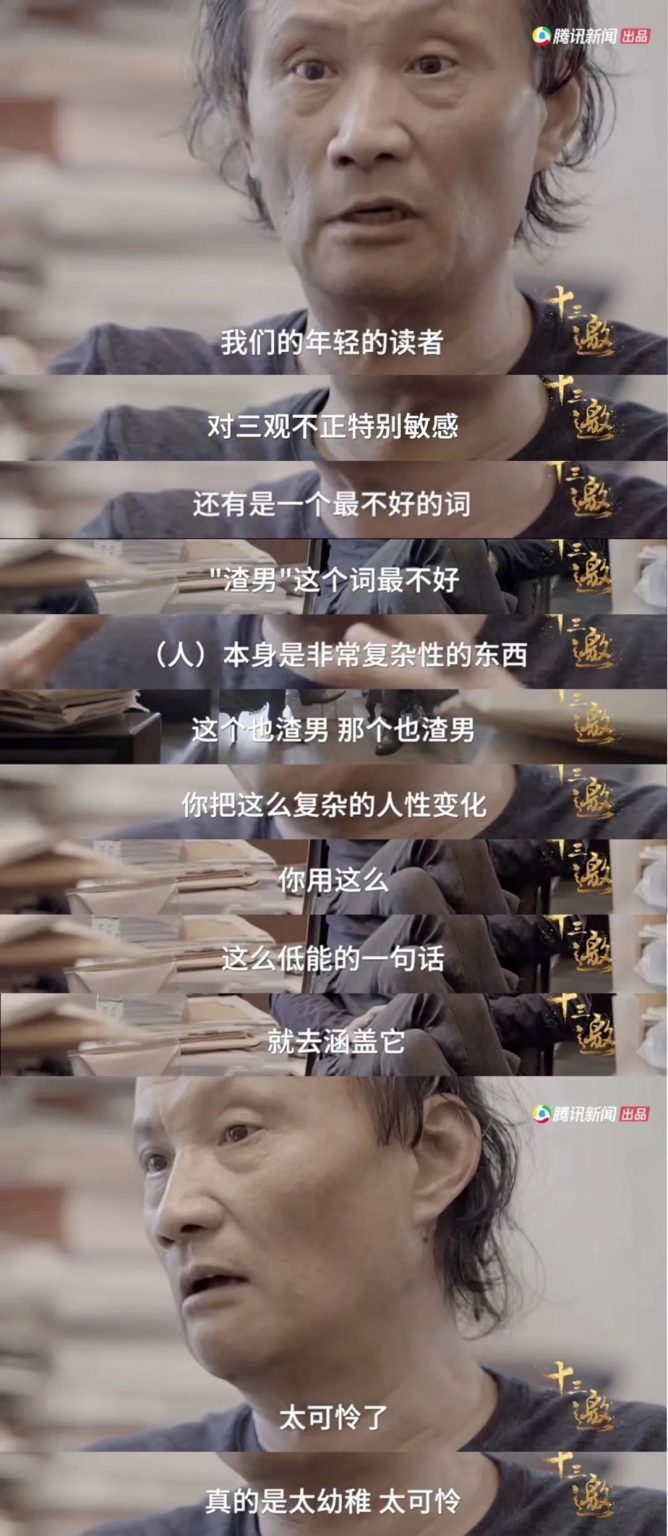 腾讯新闻 出品
十三邀
我们的年轻的读者
十三邀
对三观不正特别敏感
十三邀
还有是一个最不好的词
十三邀
"渣男"这个词最不好
十三邀
（人）本身是非常复杂性的东西
十三邀
这个也渣男 那个也渣男
十三邀
你把这么复杂的人性变化
十三邀
你用这么
十三邀
这么低能的一句话
十三邀
就去涵盖它
腾讯新闻 出品
十三邀
太可怜了
十三邀
真的是太幼稚 太可怜